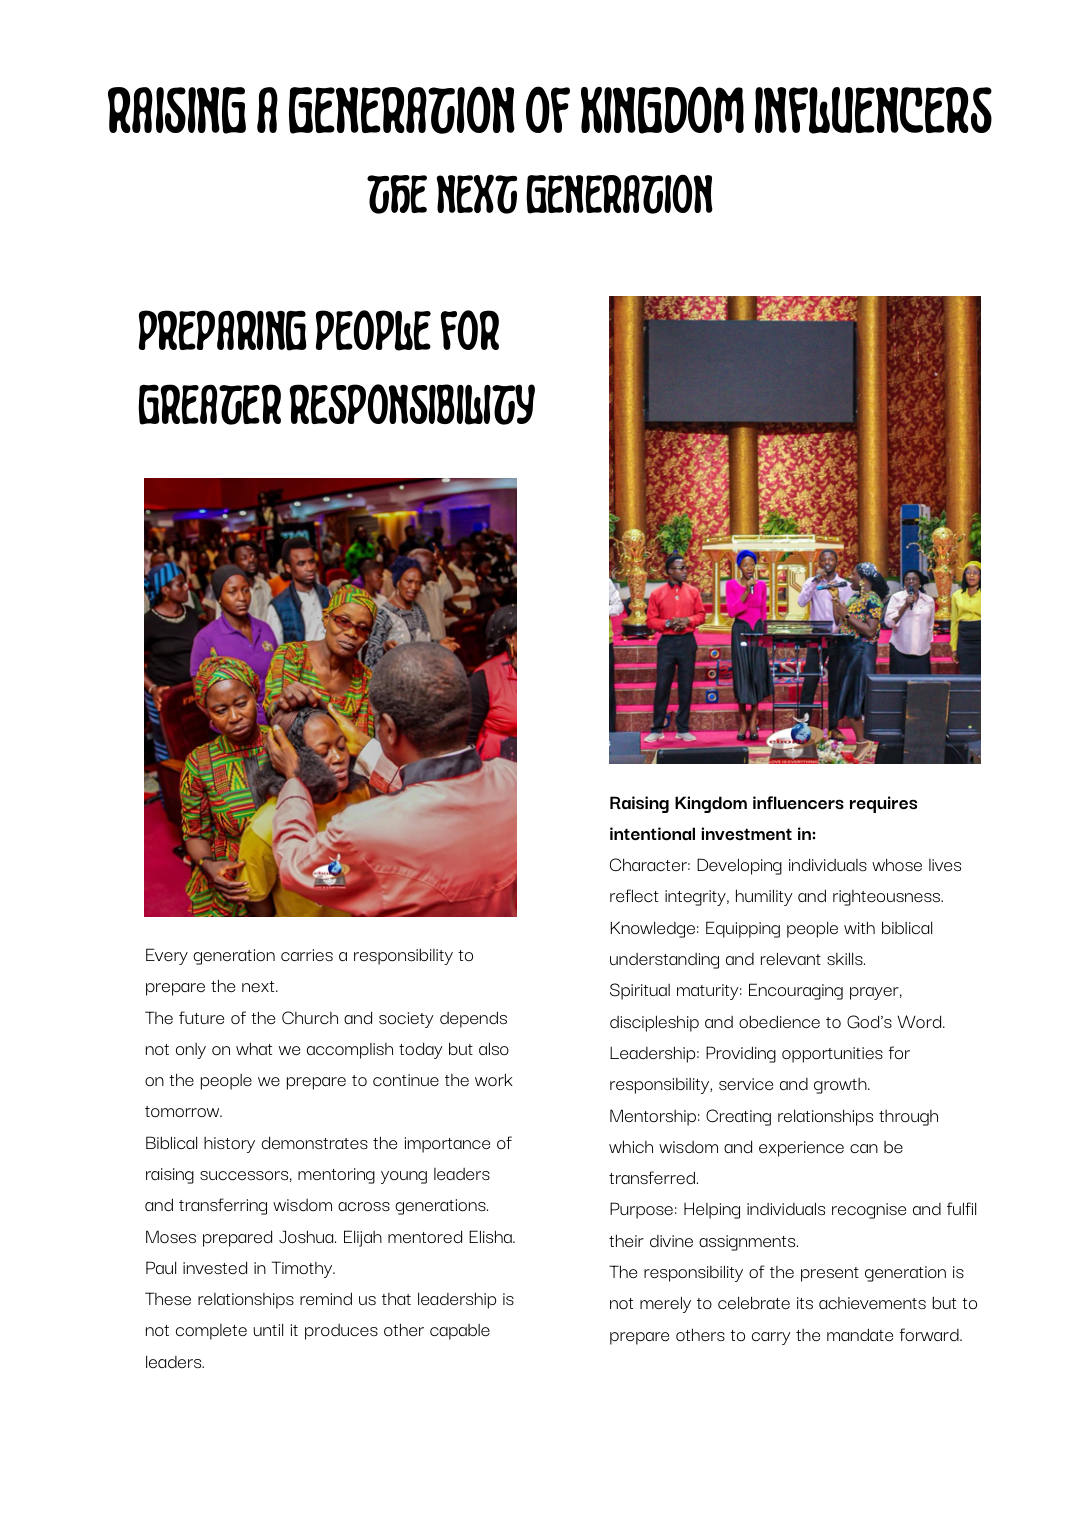 RAISING A GENERATION OF KINGDOM INFLUENCERS
THE NEXT GENERATION
PREPARING PEOPLE FOR
GREATER RESPONSIBILITY
Every generation carries a responsibility to
prepare the next.
The future of the Church and society depends
not only on what we accomplish today but also
on the people we prepare to continue the work
tomorrow.
Biblical history demonstrates the importance of
raising successors, mentoring young leaders
and transferring wisdom across generations.
Moses prepared Joshua. Elijah mentored Elisha.
Paul invested in Timothy.
These relationships remind us that leadership is
not complete until it produces other capable
leaders.
Raising Kingdom influencers requires
intentional investment in:
Character: Developing individuals whose lives
reflect integrity, humility and righteousness.
Knowledge: Equipping people with biblical
understanding and relevant skills.
Spiritual maturity: Encouraging prayer,
discipleship and obedience to God's Word.
Leadership: Providing opportunities for
responsibility, service and growth.
Mentorship: Creating relationships through
which wisdom and experience can be
transferred.
Purpose: Helping individuals recognise and fulfil
their divine assignments.
The responsibility of the present generation is
not merely to celebrate its achievements but to
prepare others to carry the mandate forward.